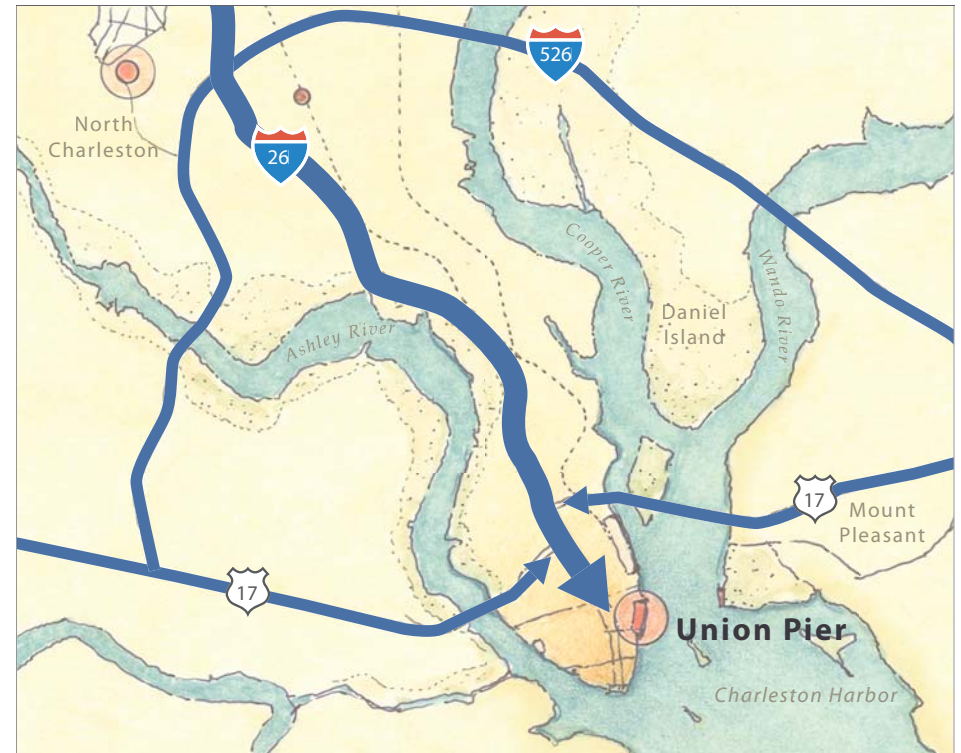 526
North
Charleston
26
Cooper River
Wando River
Daniel
Island
Ashley River
17
Mount
Pleasant
17
Union Pier
Charleston Harbor